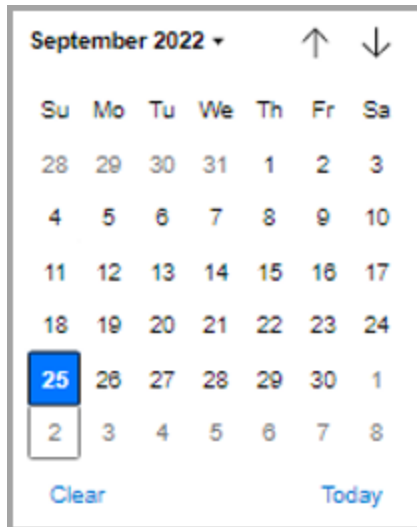 September 2022
Su Mo Tu We Th Fr Sa
28 29 30 31 1 2 3
4 5 6 7 8 9 10
11 12 13 14 15 16 17
18 19 20 21 22 23 24
25 26 27 28 29 30 1
2 3 4 5 6 7 8
Clear Today